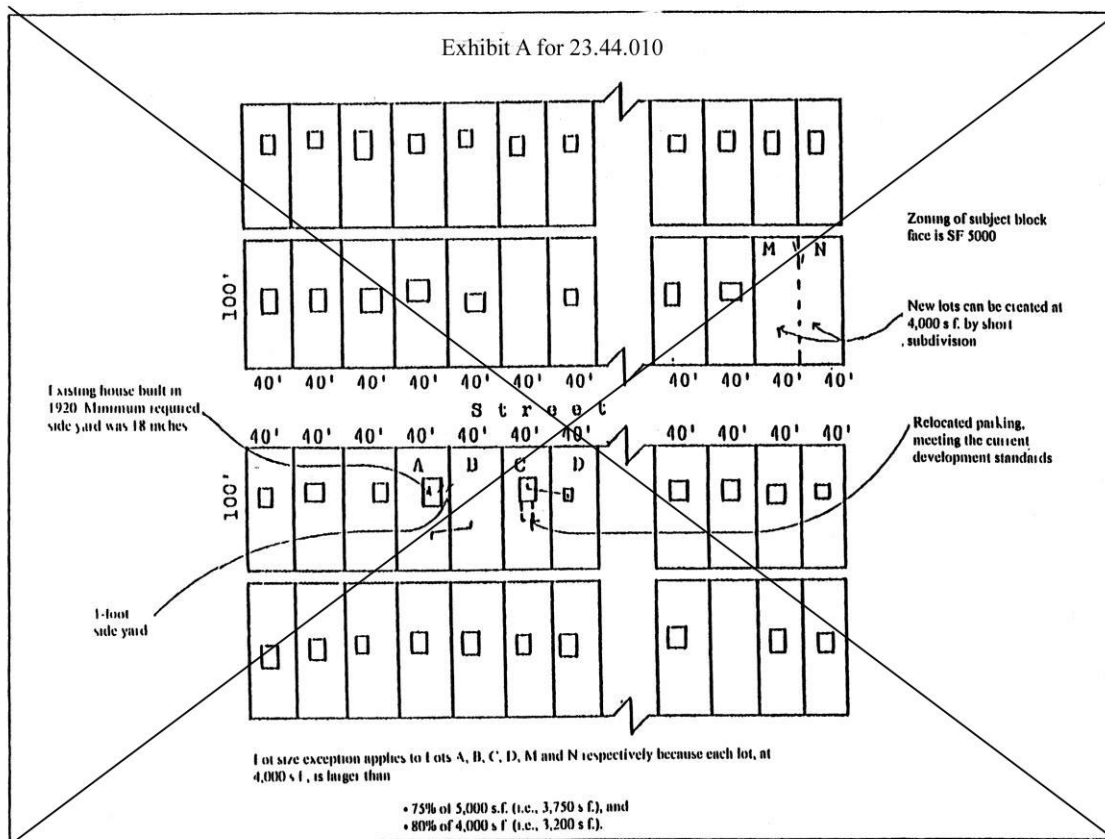 Exhibit A for 23.44.010
Zoning of subject block
face is SF 5000
M N
100'
New lots can be created at
4,000 s f. by short
subdivision
40' 40' 40' 40' 40' 40' 40' 40' 40' 40' 40'
Existing house built in
1920 Minimum required
side yard was 18 inches
Street
40' 40' 40' 40' 40' 40' 40' 40' 40' 40' 40'
Relocated parking,
meeting the current
development standards
A B C D
100'
1-foot
side yard
Lot size exception applies to Lots A, B, C, D, M and N respectively because each lot, at
4,000 s f, is larger than
• 75% of 5,000 s.f. (i.e., 3,750 s f.), and
• 80% of 4,000 s f (i.e., 3,200 s f.).